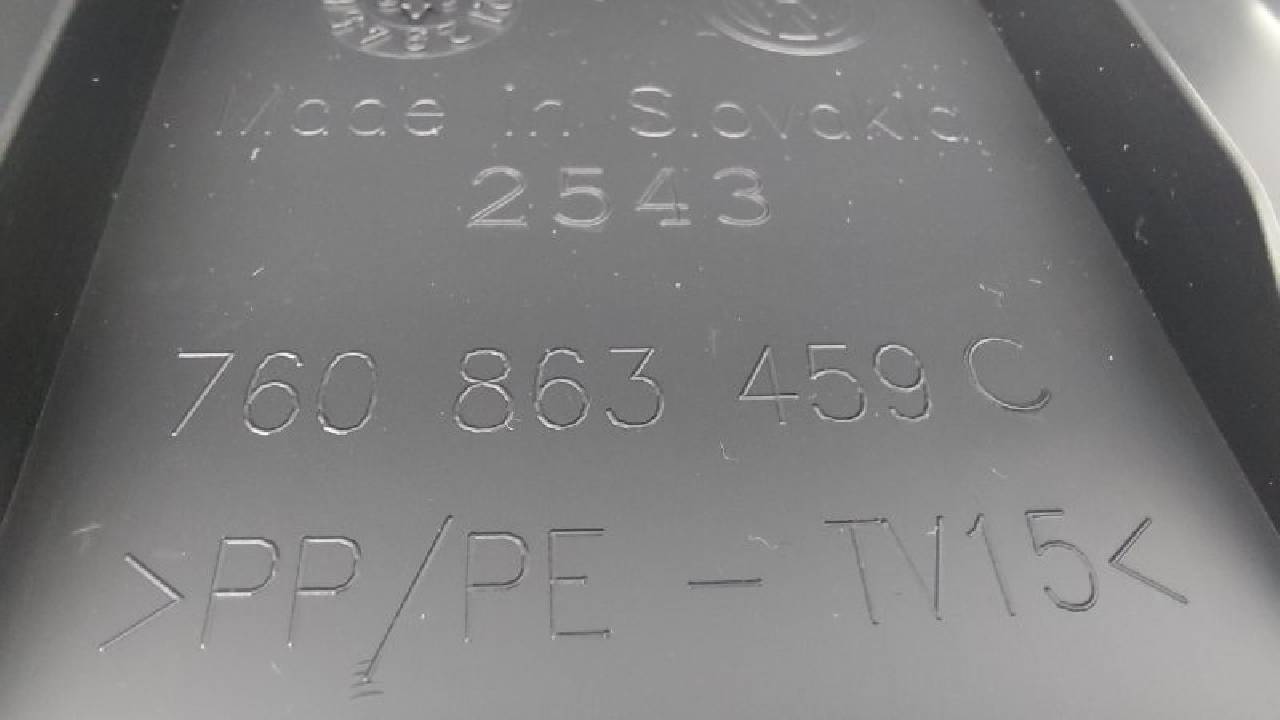 Made in Slovakia
2543
760 863 459 C
>PP/PE - TV15<